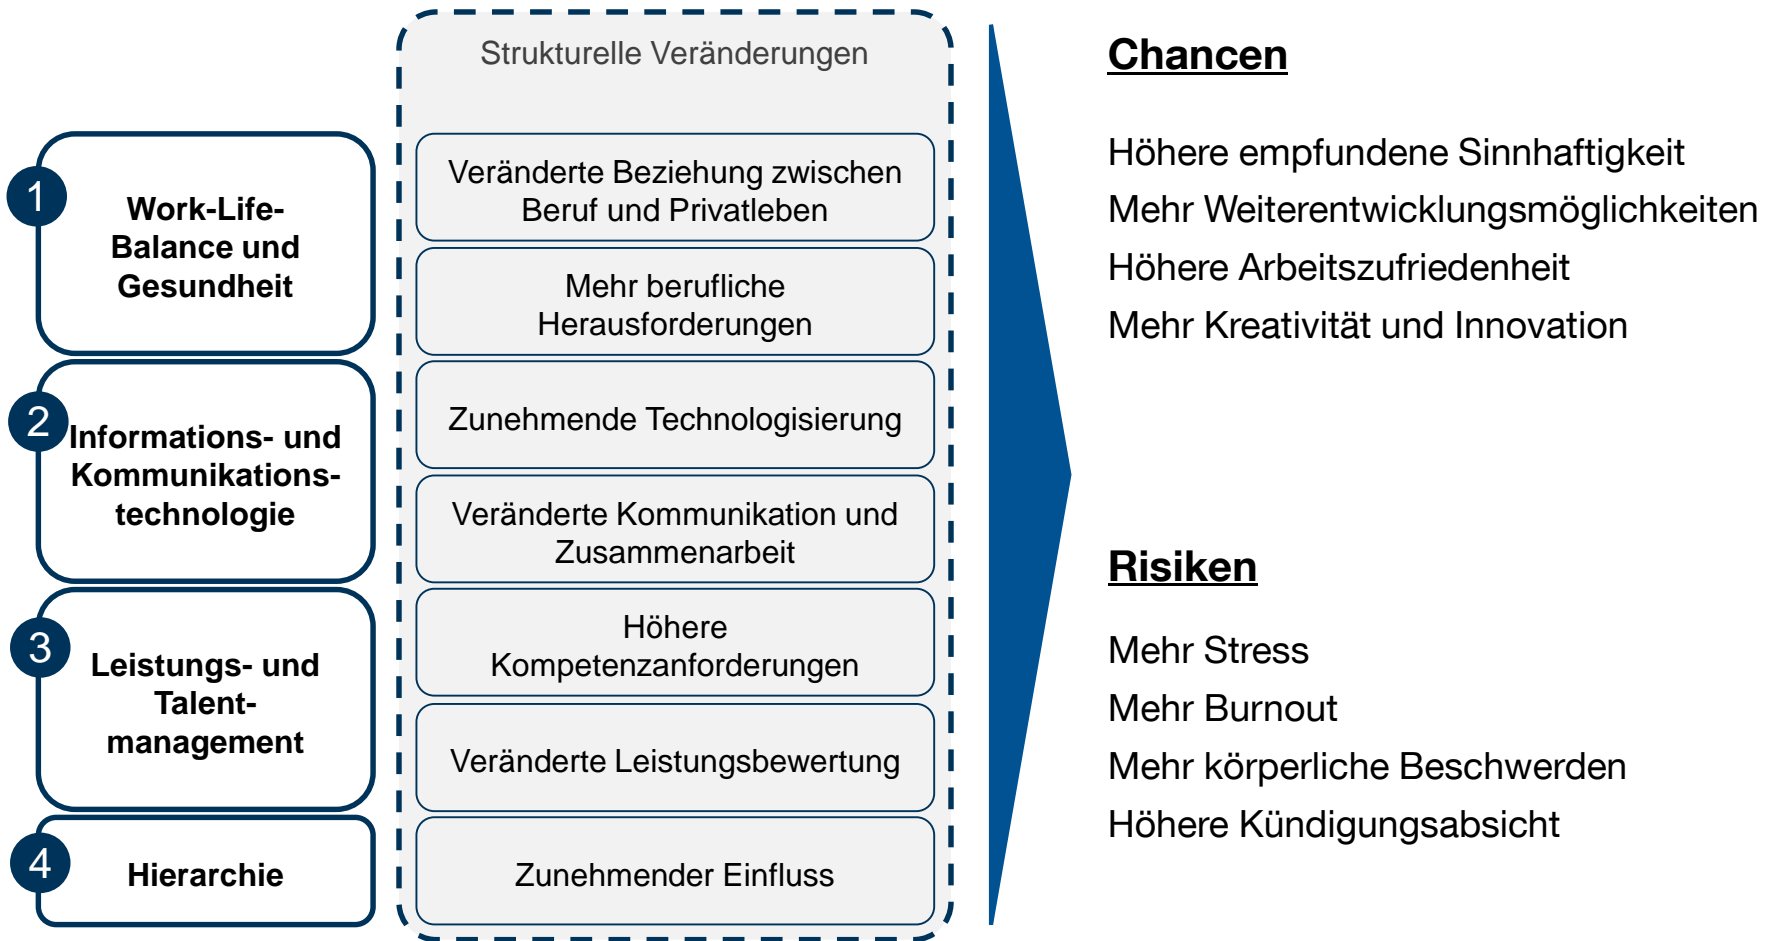 Strukturelle Veränderungen
1
Work-Life-
Balance und
Gesundheit
Veränderte Beziehung zwischen
Beruf und Privatleben
Mehr berufliche
Herausforderungen
2
Informations- und
Kommunikations-
technologie
Zunehmende Technologisierung
Veränderte Kommunikation und
Zusammenarbeit
3
Leistungs- und
Talent-
management
Höhere
Kompetenzanforderungen
Veränderte Leistungsbewertung
4
Hierarchie
Zunehmender Einfluss
Chancen
Höhere empfundene Sinnhaftigkeit
Mehr Weiterentwicklungsmöglichkeiten
Höhere Arbeitszufriedenheit
Mehr Kreativität und Innovation
Risiken
Mehr Stress
Mehr Burnout
Mehr körperliche Beschwerden
Höhere Kündigungsabsicht